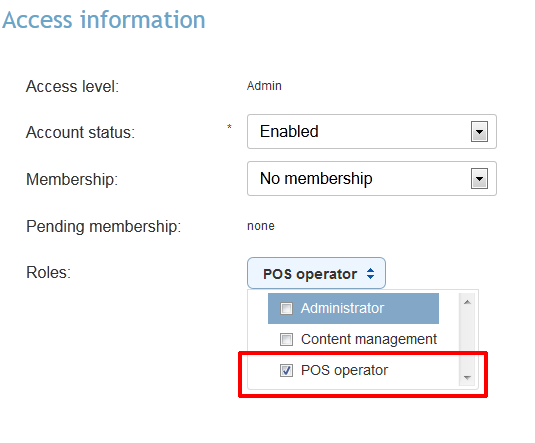 Access information
Access level: Admin
Account status: * Enabled
Membership: No membership
Pending membership: none
Roles: POS operator
Administrator
Content management
POS operator